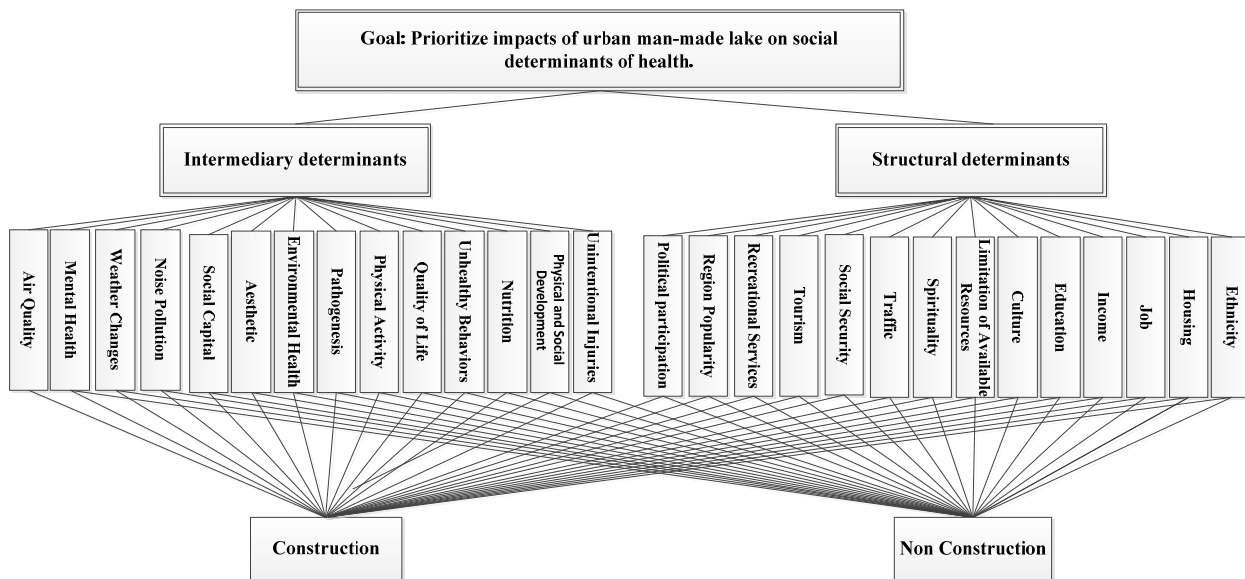 Goal: Prioritize impacts of urban man-made lake on social
determinants of health.
Intermediary determinants
Structural determinants
Air Quality
Mental Health
Weather Changes
Noise Pollution
Social Capital
Aesthetic
Environmental Health
Pathogenesis
Physical Activity
Quality of Life
Unhealthy Behaviors
Nutrition
Physical and Social
Development
Unintentional Injuries
Political participation
Region Popularity
Recreational Services
Tourism
Social Security
Traffic
Spirituality
Limitation of Available
Resources
Culture
Education
Income
Job
Housing
Ethnicity
Construction
Non Construction